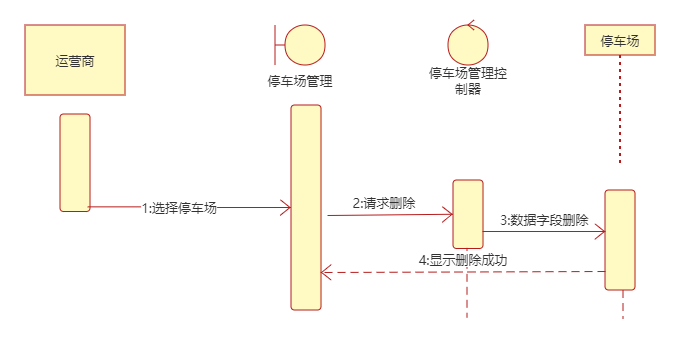 运营商
停车场管理
停车场管理控
制器
停车场
1:选择停车场
2:请求删除
3:数据字段删除
4:显示删除成功